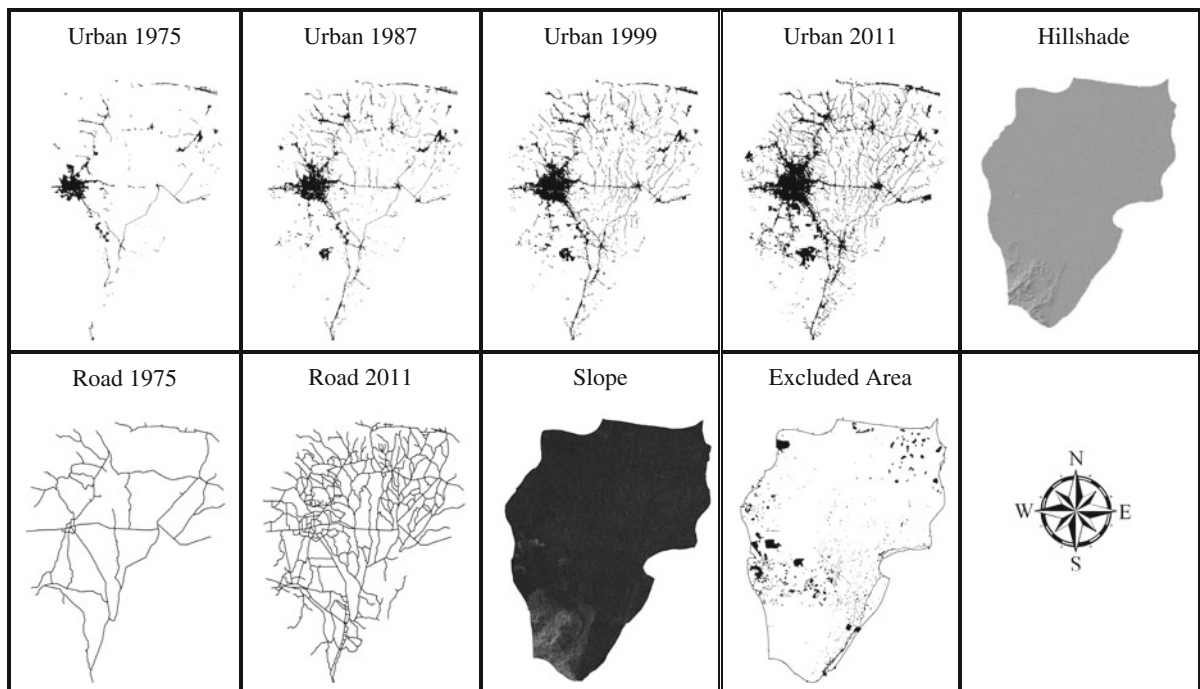 Urban 1975
Urban 1987
Urban 1999
Urban 2011
Hillshade
Road 1975
Road 2011
Slope
Excluded Area
N
W
E
S